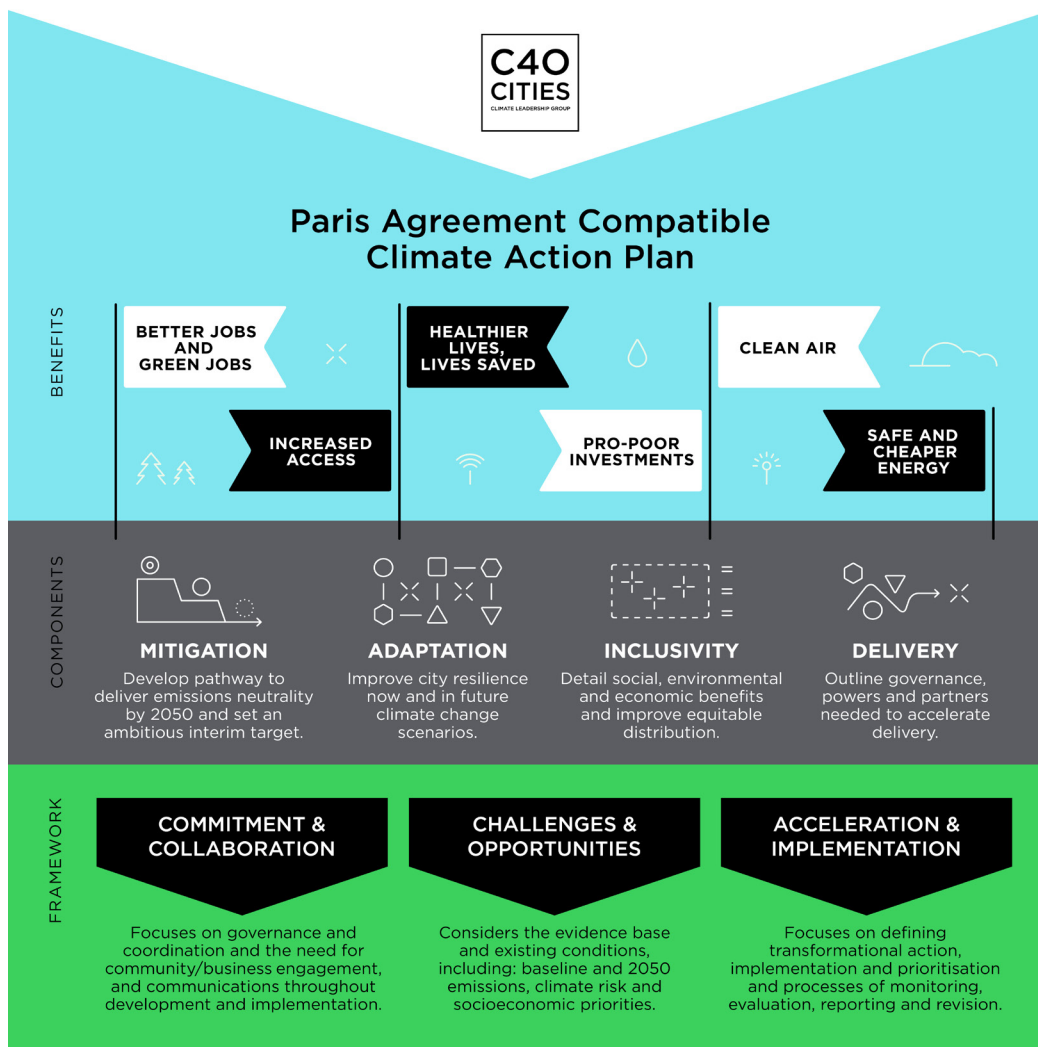 C40
CITIES
CLIMATE LEADERSHIP GROUP
Paris Agreement Compatible
Climate Action Plan
BENEFITS
BETTER JOBS
AND
GREEN JOBS
HEALTHIER
LIVES,
LIVES SAVED
CLEAN AIR
INCREASED
ACCESS
PRO-POOR
INVESTMENTS
SAFE AND
CHEAPER
ENERGY
COMPONENTS
MITIGATION
Develop pathway to
deliver emissions neutrality
by 2050 and set an
ambitious interim target.
ADAPTATION
Improve city resilience
now and in future
climate change
scenarios.
INCLUSIVITY
Detail social, environmental
and economic benefits
and improve equitable
distribution.
DELIVERY
Outline governance,
powers and partners
needed to accelerate
delivery.
FRAMEWORK
COMMITMENT &
COLLABORATION
Focuses on governance and
coordination and the need for
community/business engagement,
and communications throughout
development and implementation.
CHALLENGES &
OPPORTUNITIES
Considers the evidence base
and existing conditions,
including: baseline and 2050
emissions, climate risk and
socioeconomic priorities.
ACCELERATION &
IMPLEMENTATION
Focuses on defining
transformational action,
implementation and prioritisation
and processes of monitoring,
evaluation, reporting and revision.